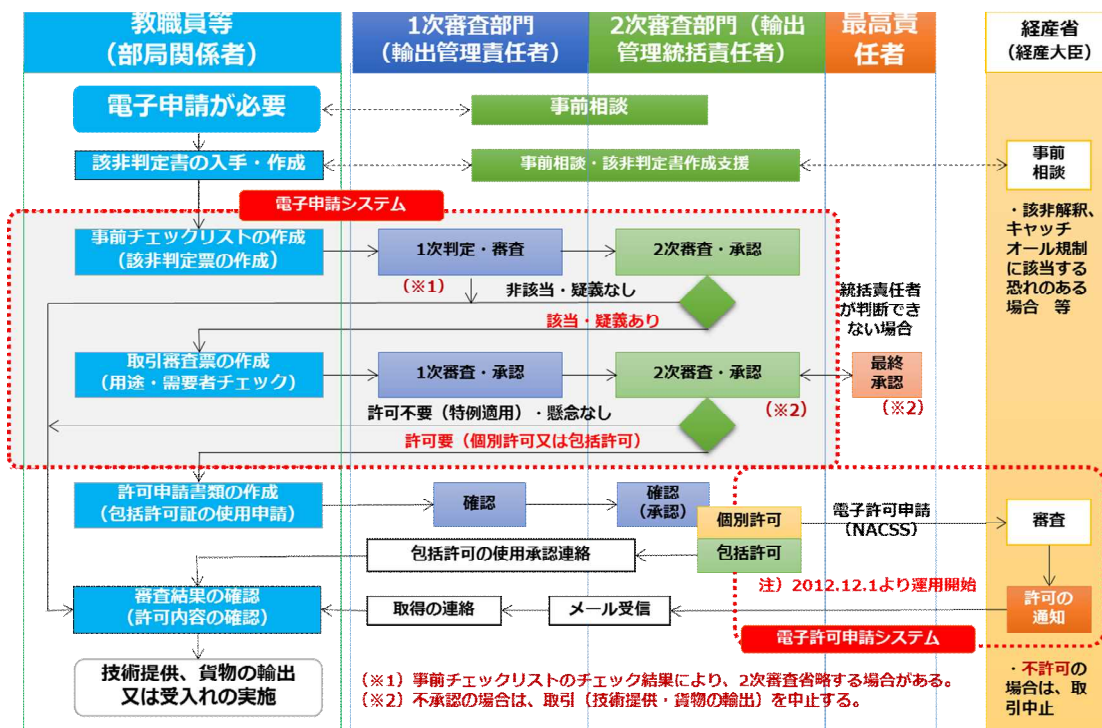 教職員等
（部局関係者）
1次審査部門
（輸出管理責任者）
2次審査部門（輸出
管理統括責任者）
最高責
任者
経産省
（経産大臣）
電子申請が必要
事前相談
該非判定書の入手・作成
事前相談・該非判定書作成支援
事前
相談
電子申請システム
・該非解釈、
キャッチ
オール規制
に該当する
恐れのある
場合　等
事前チェックリストの作成
（該非判定票の作成）
1次判定・審査
2次審査・承認
（※1）
非該当・疑義なし
該当・疑義あり
統括責任者
が判断でき
ない場合
取引審査票の作成
（用途・需要者チェック）
1次審査・承認
2次審査・承認
最終
承認
（※2）
（※2）
許可不要（特例適用）・懸念なし
許可要（個別許可又は包括許可）
許可申請書類の作成
（包括許可証の使用申請）
確認
確認
（承認）
個別許可
電子許可申請
（NACSS）
審査
包括許可の使用承認連絡
包括許可
注）2012.12.1より運用開始
審査結果の確認
（許可内容の確認）
取得の連絡
メール受信
許可の
通知
電子許可申請システム
技術提供、貨物の輸出
又は受入れの実施
（※1）事前チェックリストのチェック結果により、2次審査省略する場合がある。
（※2）不承認の場合は、取引（技術提供・貨物の輸出）を中止する。
・不許可の
場合は、取
引中止